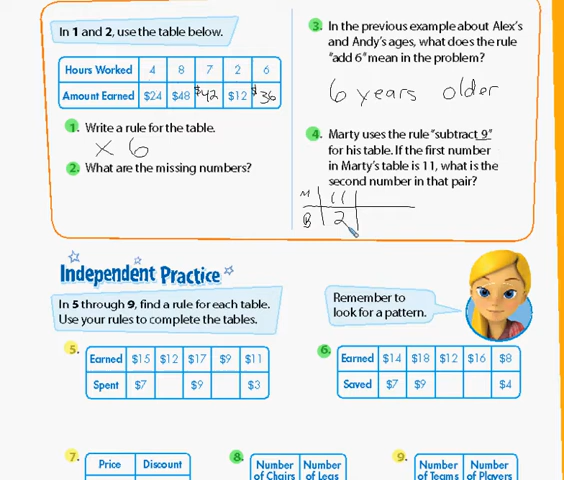 In 1 and 2, use the table below.
Hours Worked 4 8 7 2 6
Amount Earned $24 $48 $42 $12 $36
1. Write a rule for the table.
x 6
2. What are the missing numbers?
3. In the previous example about Alex's
and Andy's ages, what does the rule
"add 6" mean in the problem?
6 years older
4. Marty uses the rule "subtract 9"
for his table. If the first number
in Marty's table is 11, what is the
second number in that pair?
M 11
B 2
Independent Practice
In 5 through 9, find a rule for each table.
Use your rules to complete the tables.
Remember to
look for a pattern.
5.
Earned $15 $12 $17 $9 $11
Spent $7 $9 $3
6.
Earned $14 $18 $12 $16 $8
Saved $7 $9 $4
7.
Price Discount
8.
Number Number
of Chairs of Legs
9.
Number Number
of Teams of Players